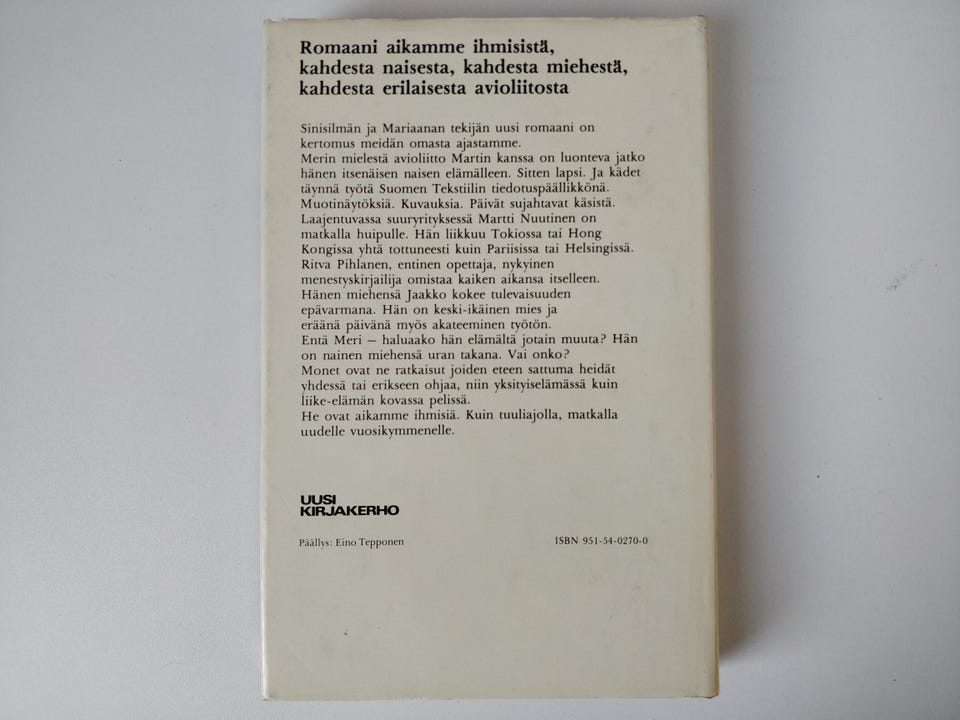 Romaani aikamme ihmisistä,
kahdesta naisesta, kahdesta miehestä,
kahdesta erilaisesta avioliitosta
Sinisilmän ja Mariaanan tekijän uusi romaani on
kertomus meidän omasta ajastamme.
Merin mielestä avioliitto Martin kanssa on luonteva jatko
hänen itsenäisen naisen elämälleen. Sitten lapsi. Ja kädet
täynnä työtä Suomen Tekstiilin tiedotuspäällikkönä.
Muotinäytöksiä. Kuvauksia. Päivät sujahtavat käsistä.
Laajentuvassa suuryrityksessä Martti Nuutinen on
matkalla huipulle. Hän liikkuu Tokiossa tai Hong
Kongissa yhtä tottuneesti kuin Pariisissa tai Helsingissä.
Ritva Pihlanen, entinen opettaja, nykyinen
menestyskirjailija omistaa kaiken aikansa itselleen.
Hänen miehensä Jaakko kokee tulevaisuuden
epävarmana. Hän on keski-ikäinen mies ja
eräänä päivänä myös akateeminen työtön.
Entä Meri – haluaako hän elämältä jotain muuta? Hän
on nainen miehensä uran takana. Vai onko?
Monet ovat ne ratkaisut joiden eteen sattuma heidät
yhdessä tai erikseen ohjaa, niin yksityiselämässä kuin
liike-elämän kovassa pelissä.
He ovat aikamme ihmisiä. Kuin tuuliajolla, matkalla
uudelle vuosikymmenelle.
UUSI
KIRJAKERHO
Päällys: Eino Tepponen
ISBN 951-54-0270-0